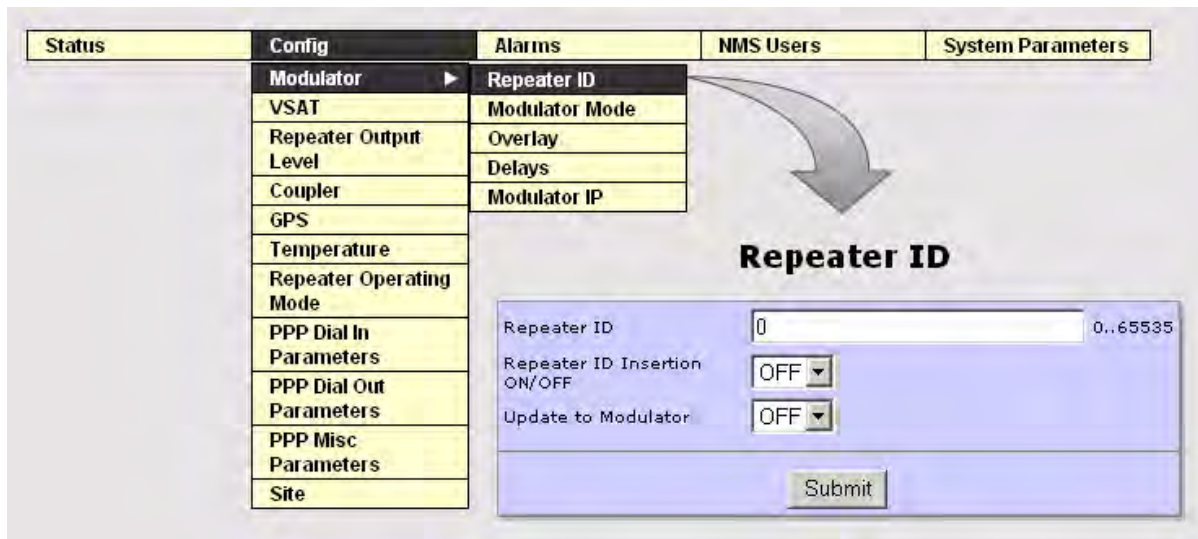 Status
Config
Alarms
NMS Users
System Parameters
Modulator
VSAT
Repeater Output
Level
Coupler
GPS
Temperature
Repeater Operating
Mode
PPP Dial In
Parameters
PPP Dial Out
Parameters
PPP Misc
Parameters
Site
Repeater ID
Modulator Mode
Overlay
Delays
Modulator IP
Repeater ID
Repeater ID 0 0..65535
Repeater ID Insertion
ON/OFF
OFF
Update to Modulator OFF
Submit